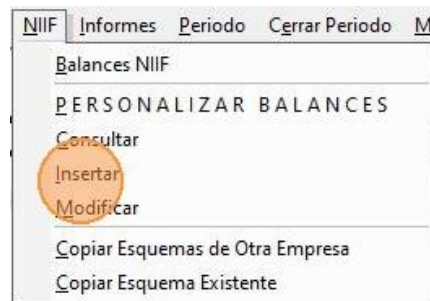 NIIF Informes Periodo Cerrar Periodo M
Balances NIIF
PERSONALIZAR BALANCES
Consultar
Insertar
Modificar
Copiar Esquemas de Otra Empresa
Copiar Esquema Existente